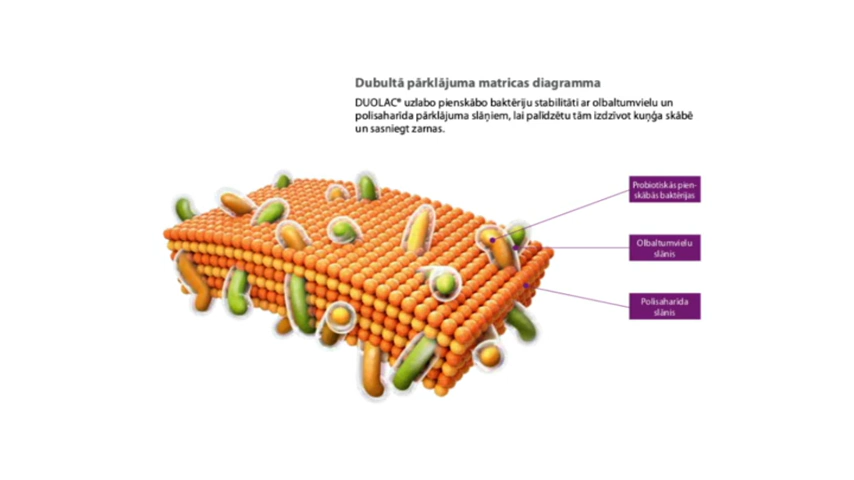 Dubultā pārklājuma matricas diagramma
DUOLAC® uzlabo pienskābo baktēriju stabilitāti ar olbaltumvielu un
polisaharīda pārklājuma slāņiem, lai palīdzētu tām izdzīvot kuņģa skābē
un sasniegt zarnas.
Probiotiskās pien-
skābās baktērijas
Olbaltumvielu
slānis
Polisaharīda
slānis